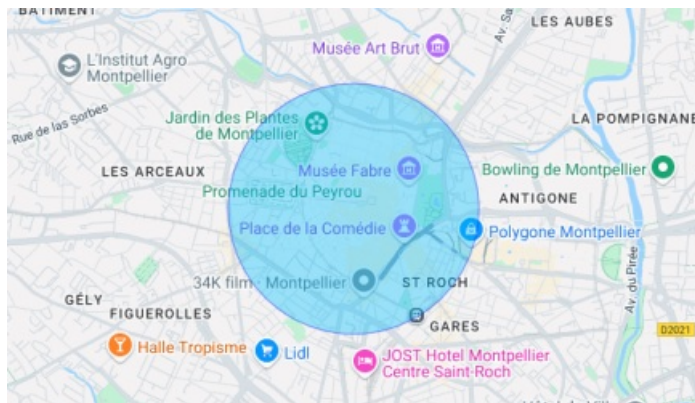 BATIMENT
LES AUBES
Musée Art Brut
L'Institut Agro
Montpellier
Rue de las Sorbes
Jardin des Plantes
de Montpellier
LA POMPIGNANE
LES ARCEAUX
Musée Fabre
Bowling de Montpellier
Promenade du Peyrou
ANTIGONE
Place de la Comédie
Polygone Montpellier
34K film - Montpellier
ST ROCH
Av. du Pirée
GÉLY
FIGUEROLLES
GARES
D2021
Halle Tropisme
Lidl
JOST Hotel Montpellier
Centre Saint-Roch